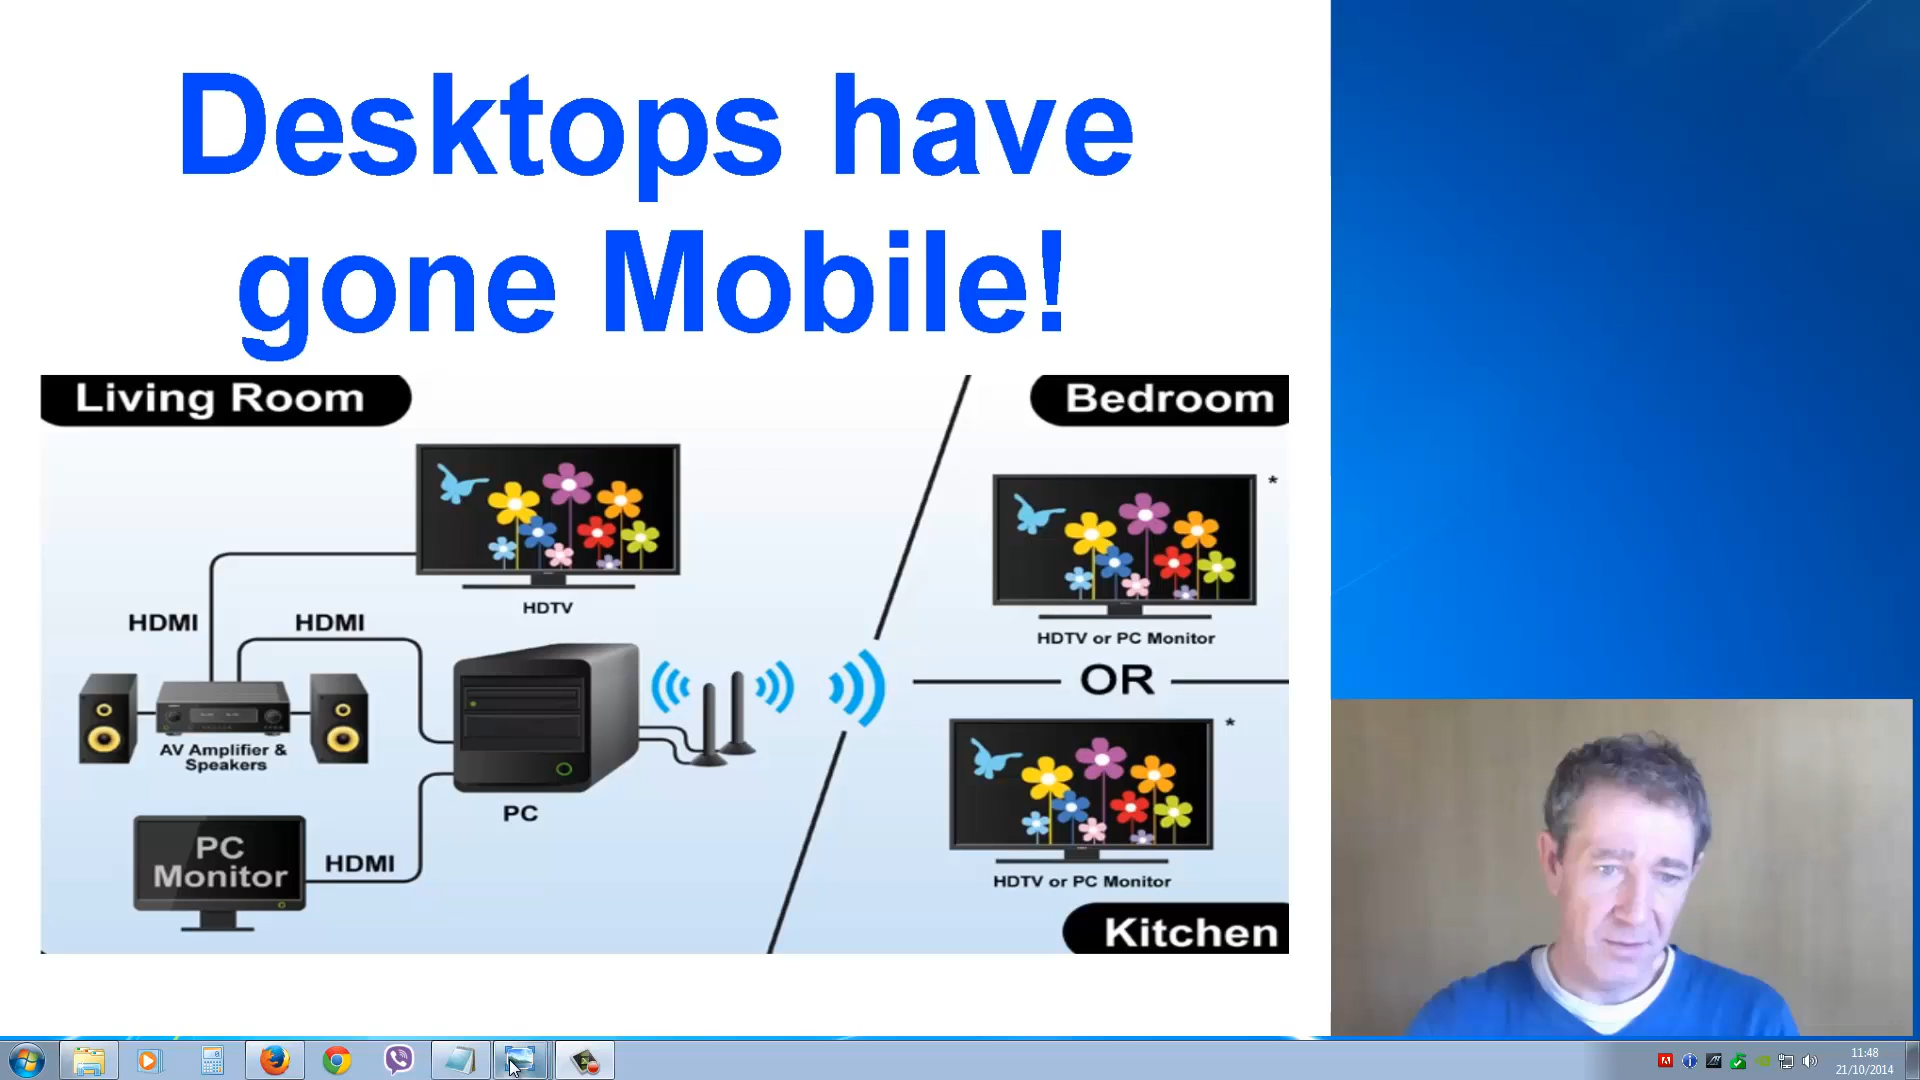 Desktops have
gone Mobile!
Living Room
Bedroom
*
HDTV
HDMI
HDMI
HDTV or PC Monitor
OR
*
AV Amplifier &
Speakers
PC
PC
Monitor
HDMI
HDTV or PC Monitor
Kitchen
11:48
21/10/2014